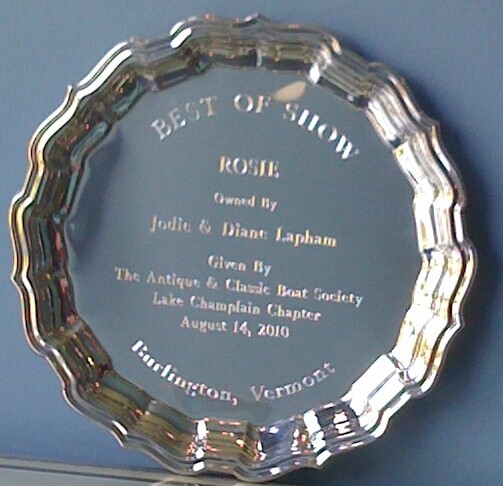 BEST OF SHOW
ROSIE
Owned By
Jodie & Diane Lapham
Given By
The Antique & Classic Boat Society
Lake Champlain Chapter
August 14, 2010
Burlington, Vermont